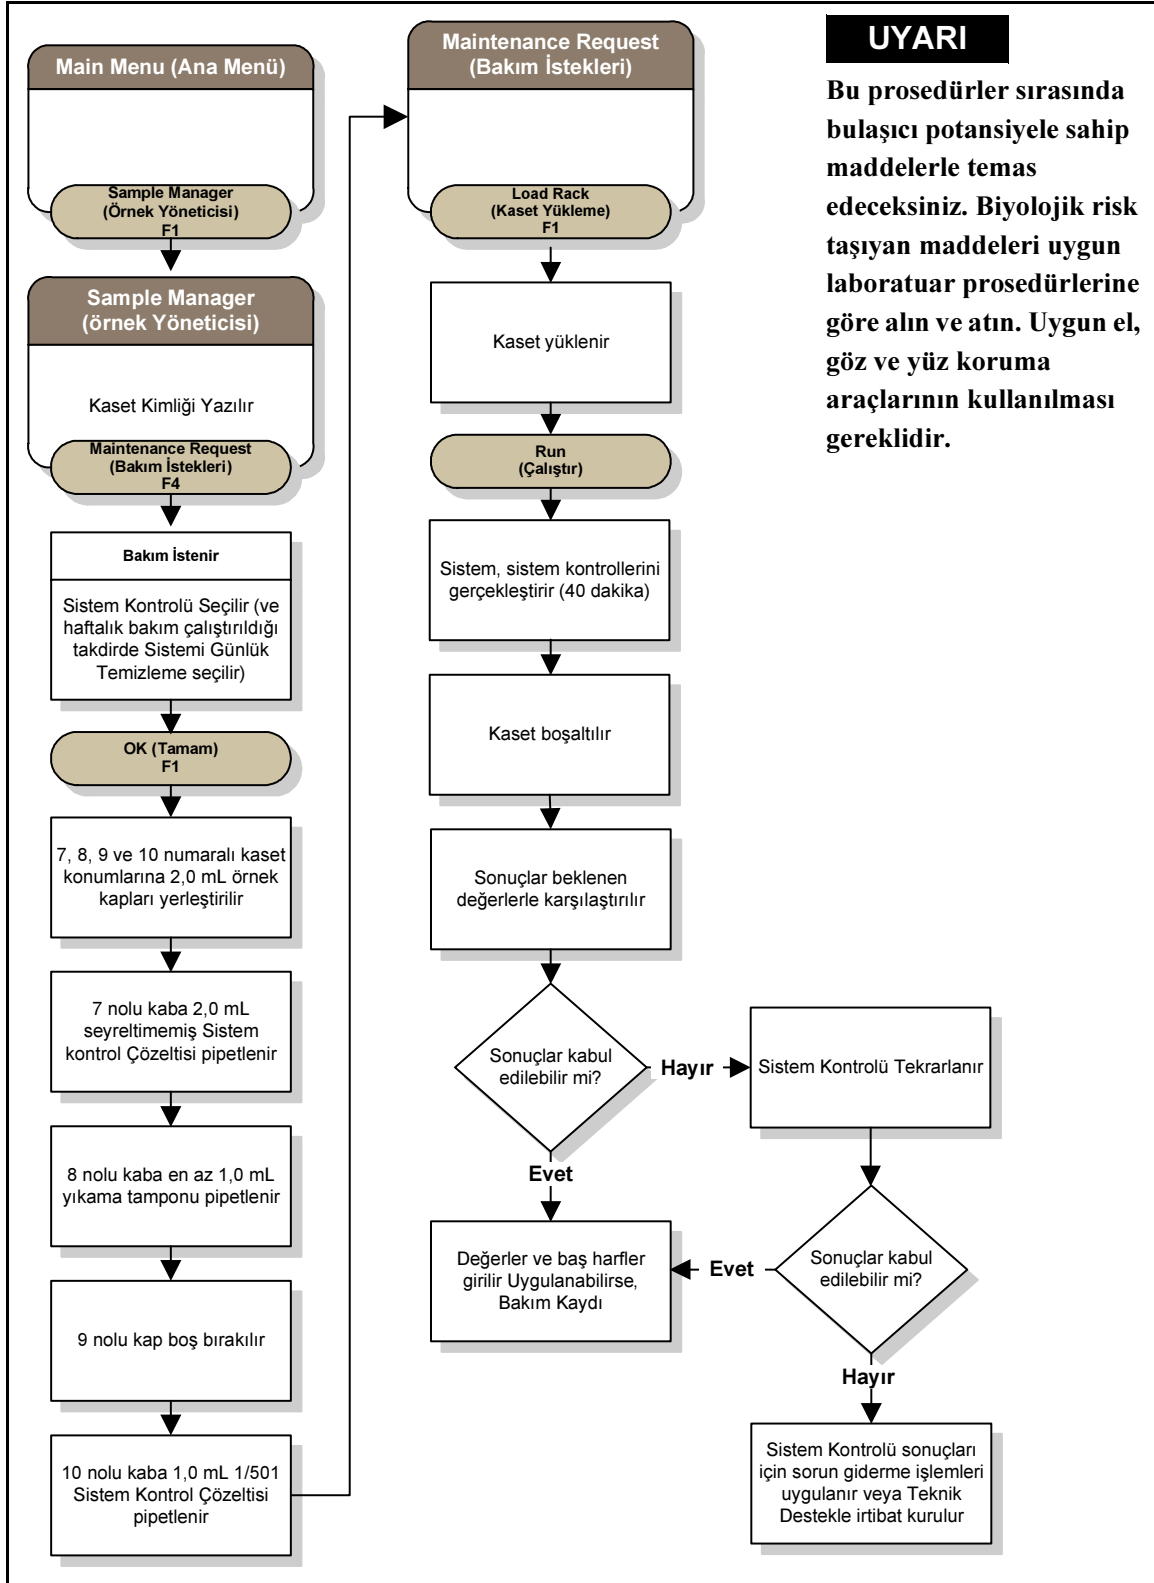 Main Menu (Ana Menü)
Sample Manager
(Örnek Yöneticisi)
F1
Sample Manager
(örnek Yöneticisi)
Kaset Kimliği Yazılır
Maintenance Request
(Bakım İstekleri)
F4
Bakım İstenir
Sistem Kontrolü Seçilir (ve
haftalık bakım çalıştırıldığı
takdirde Sistemi Günlük
Temizleme seçilir)
OK (Tamam)
F1
7, 8, 9 ve 10 numaralı kaset
konumlarına 2,0 mL örnek
kapları yerleştirilir
7 nolu kaba 2,0 mL
seyreltimemiş Sistem
kontrol Çözeltisi pipetlenir
8 nolu kaba en az 1,0 mL
yıkama tamponu pipetlenir
9 nolu kap boş bırakılır
10 nolu kaba 1,0 mL 1/501
Sistem Kontrol Çözeltisi
pipetlenir
Maintenance Request
(Bakım İstekleri)
Load Rack
(Kaset Yükleme)
F1
Kaset yüklenir
Run
(Çalıştır)
Sistem, sistem kontrollerini
gerçekleştirir (40 dakika)
Kaset boşaltılır
Sonuçlar beklenen
değerlerle karşılaştırılır
Sonuçlar kabul
edilebilir mi?
Hayır
Sistem Kontrolü Tekrarlanır
Evet
Değerler ve baş harfler
girilir Uygulanabilirse,
Bakım Kaydı
Evet
Sonuçlar kabul
edilebilir mi?
Hayır
Sistem Kontrolü sonuçları
için sorun giderme işlemleri
uygulanır veya Teknik
Destekle irtibat kurulur
UYARI
Bu prosedürler sırasında
bulaşıcı potansiyele sahip
maddelerle temas
edeceksiniz. Biyolojik risk
taşıyan maddeleri uygun
laboratuar prosedürlerine
göre alın ve atın. Uygun el,
göz ve yüz koruma
araçlarının kullanılması
gereklidir.